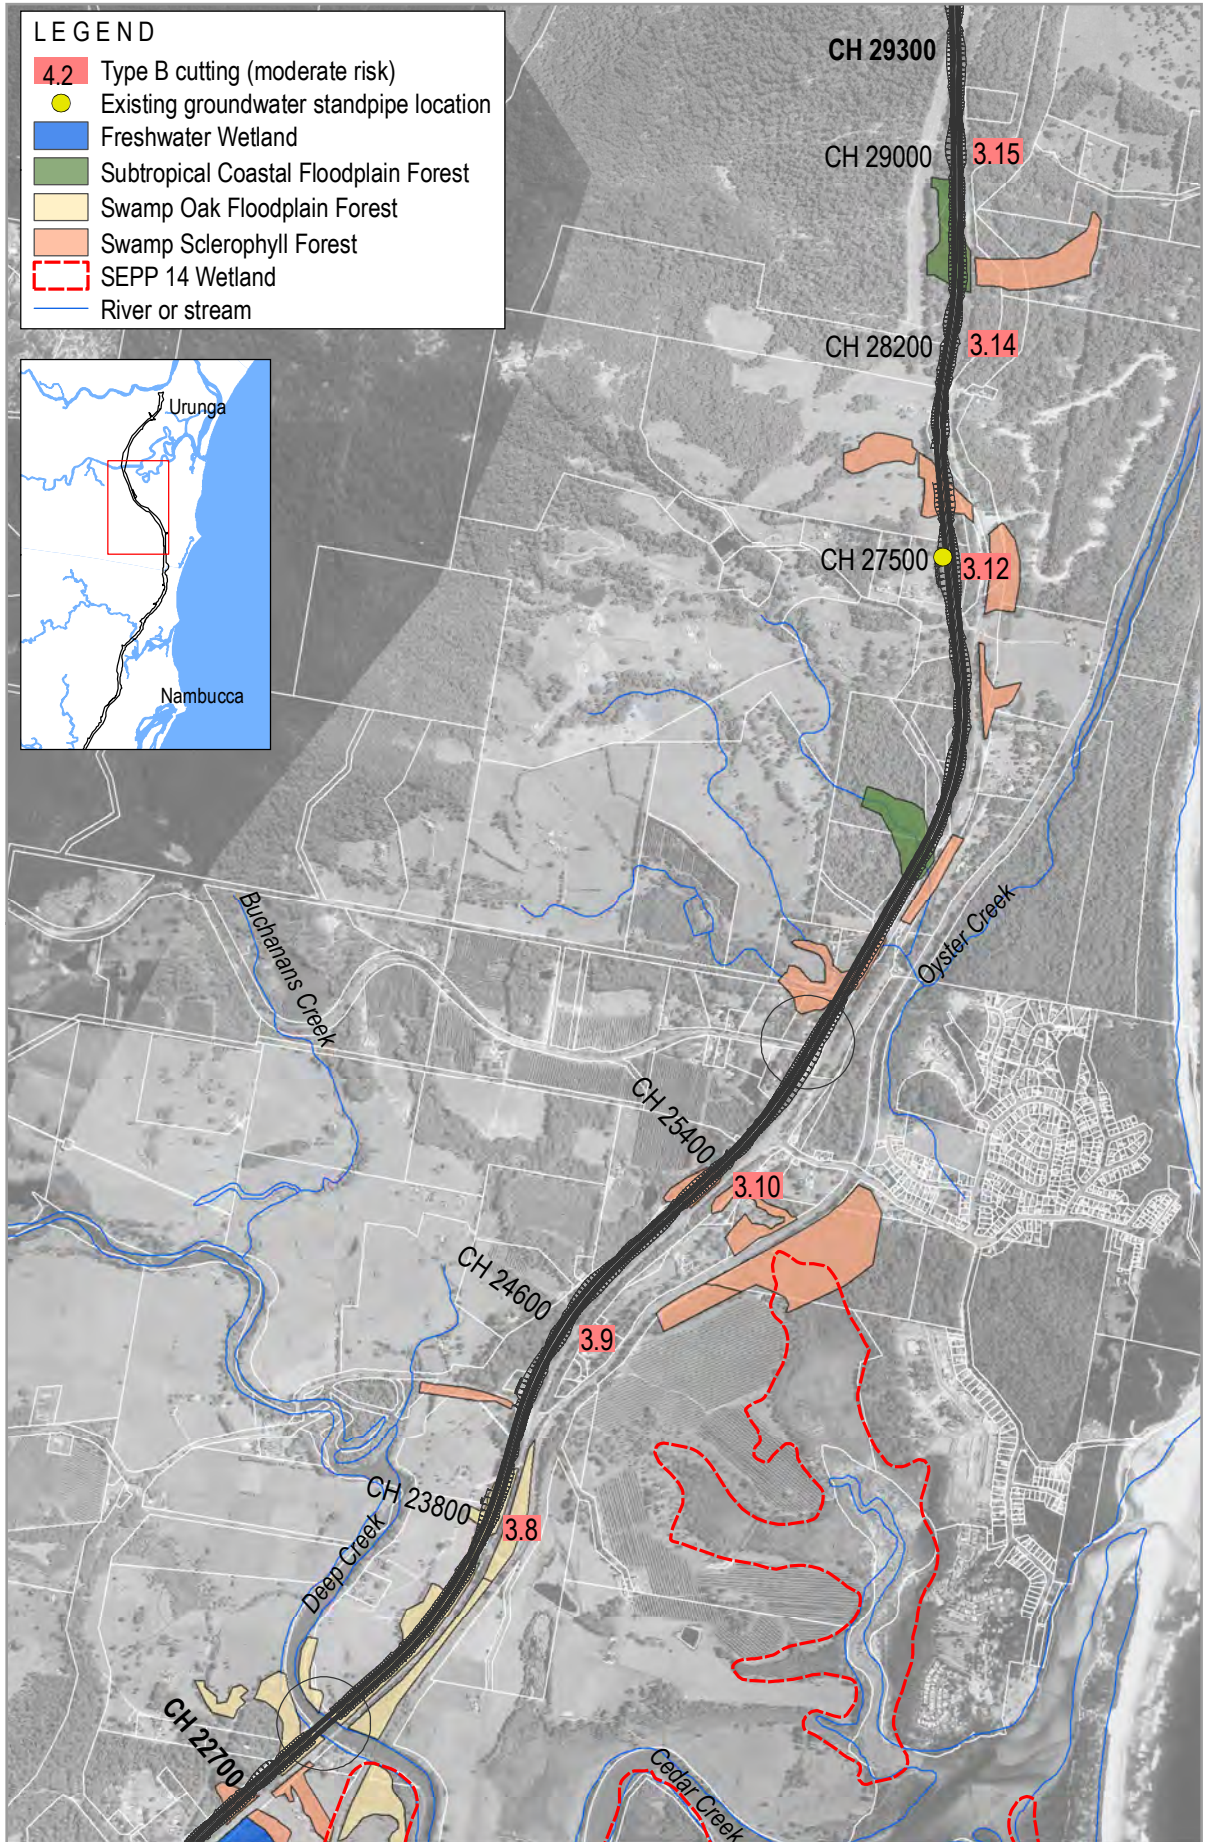 LEGEND
4.2 Type B cutting (moderate risk)
Existing groundwater standpipe location
Freshwater Wetland
Subtropical Coastal Floodplain Forest
Swamp Oak Floodplain Forest
Swamp Sclerophyll Forest
SEPP 14 Wetland
River or stream
Urunga
Nambucca
CH 29300
CH 29000
3.15
CH 28200
3.14
CH 27500
3.12
Buchanans Creek
Oyster Creek
CH 25400
3.10
CH 24600
3.9
CH 23800
3.8
Deep Creek
CH 22700
Cedar Creek